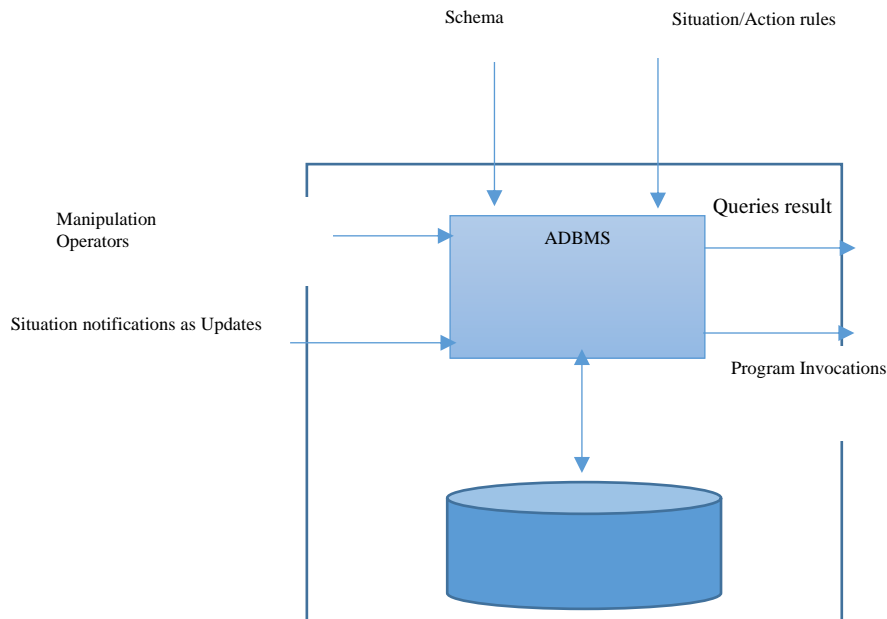 Schema
Situation/Action rules
Manipulation
Operators
Queries result
ADBMS
Situation notifications as Updates
Program Invocations